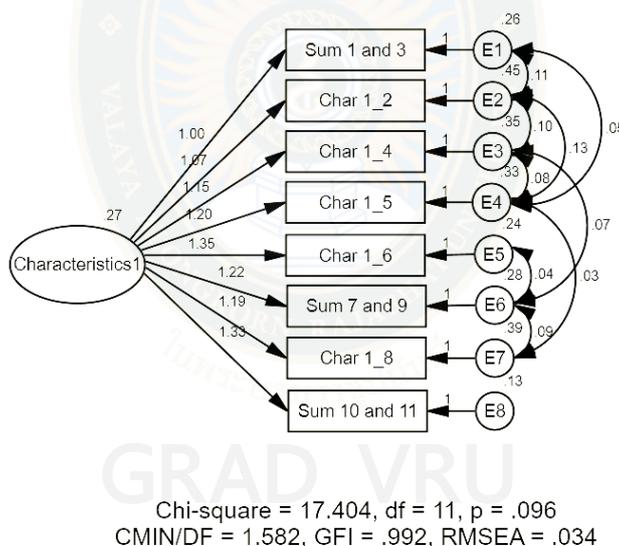 .26
Sum 1 and 3 1 E1
.45 .11
Char 1_2 1 E2
.35 .10 .05
1.00
Char 1_4 1 E3
.13
1.07
.33 .08
1.15
Char 1_5 1 E4
.27 1.20 .24 .07
Characteristics1 1.35 Char 1_6 1 E5
.28 .04 .03
1.22
Sum 7 and 9 1 E6
1.19
.39 .09
1.33 Char 1_8 1 E7
.13
Sum 10 and 11 1 E8
GRAD VRU
Chi-square = 17.404, df = 11, p = .096
CMIN/DF = 1.582, GFI = .992, RMSEA = .034